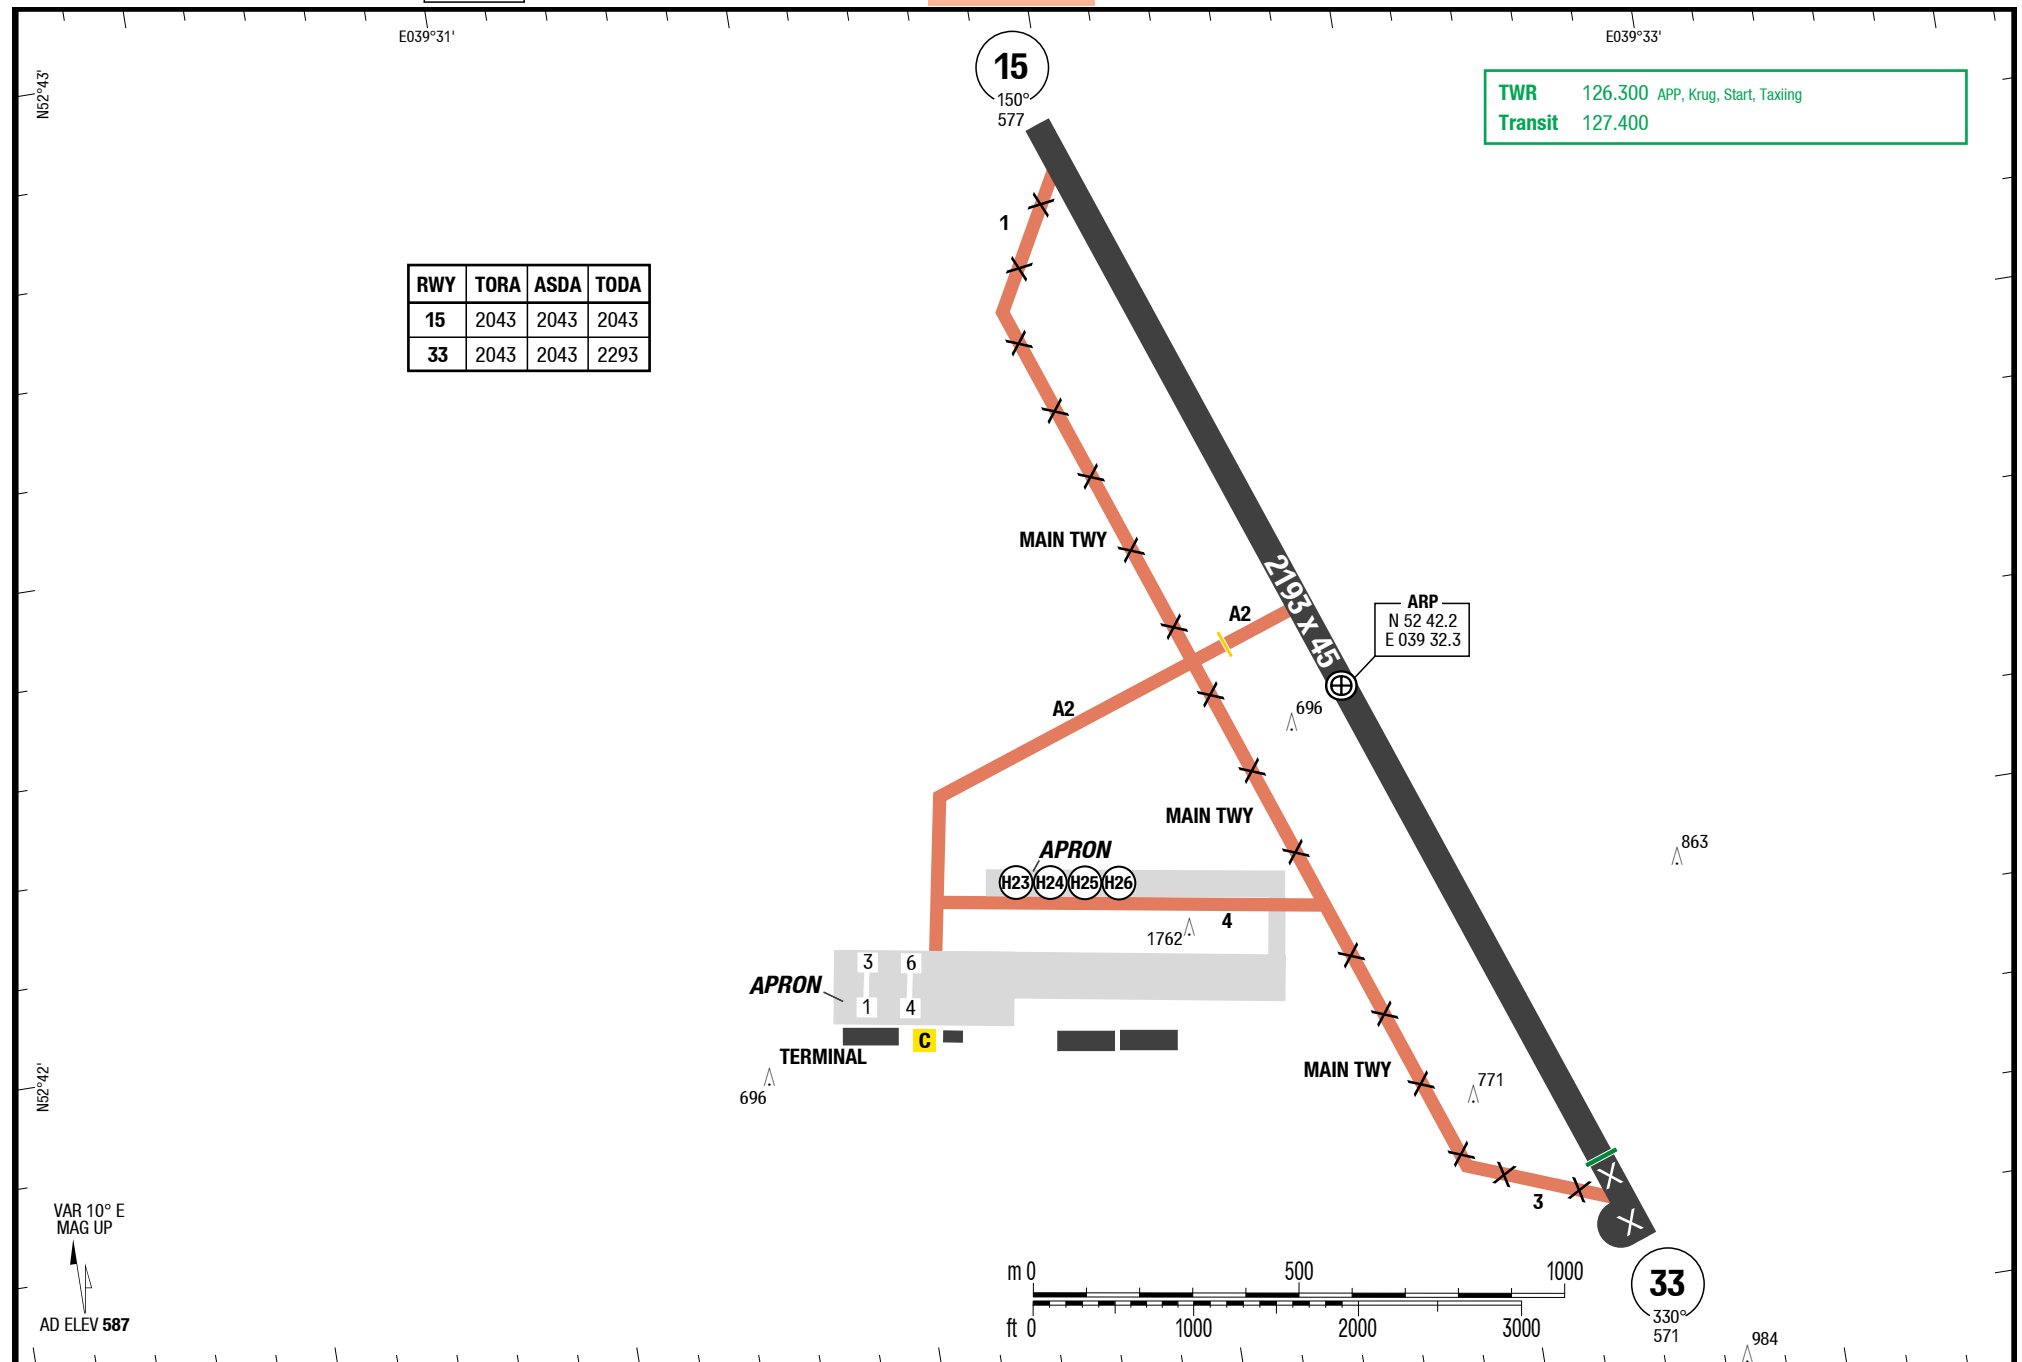 E039°31'
E039°33'
N52°43'
15
150°
577
TWR 126.300 APP, Krug, Start, Taxiing
Transit 127.400
1
RWY TORA ASDA TODA
15 2043 2043 2043
33 2043 2043 2293
MAIN TWY
2193 x 45
A2
ARP
N 52 42.2
E 039 32.3
A2
696
MAIN TWY
863
APRON
H23 H24 H25 H26
4
1762
3 6
APRON
1 4
C
TERMINAL
696
MAIN TWY
771
N52°42'
3
VAR 10° E
MAG UP
AD ELEV 587
m 0 500 1000
ft 0 1000 2000 3000
33
330°
571
984
X
X